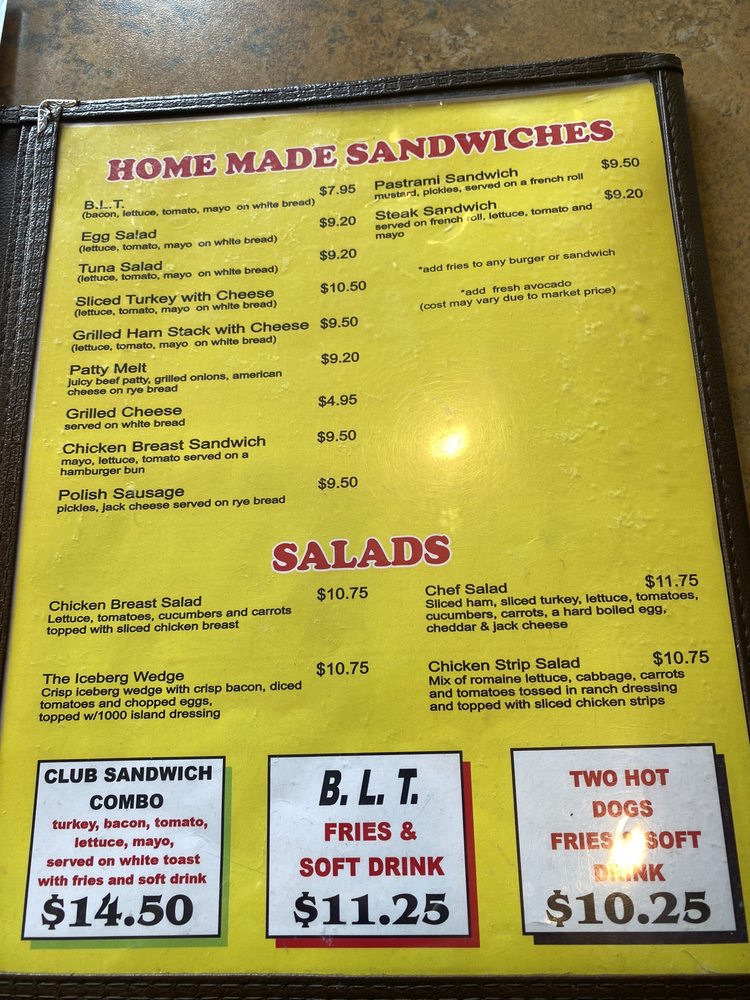 HOME MADE SANDWICHES
B.L.T. $7.95
(bacon, lettuce, tomato, mayo on white bread)
Egg Salad $9.20
(lettuce, tomato, mayo on white bread)
Tuna Salad $9.20
(lettuce, tomato, mayo on white bread)
Sliced Turkey with Cheese $10.50
(lettuce, tomato, mayo on white bread)
Grilled Ham Stack with Cheese $9.50
(lettuce, tomato, mayo on white bread)
Patty Melt $9.20
juicy beef patty, grilled onions, american
cheese on rye bread
Grilled Cheese $4.95
served on white bread
Chicken Breast Sandwich $9.50
mayo, lettuce, tomato served on a
hamburger bun
Polish Sausage $9.50
pickles, jack cheese served on rye bread
Pastrami Sandwich $9.50
mustard, pickles, served on a french roll
Steak Sandwich $9.20
served on french roll, lettuce, tomato and
mayo
*add fries to any burger or sandwich
*add fresh avocado
(cost may vary due to market price)
SALADS
Chicken Breast Salad $10.75
Lettuce, tomatoes, cucumbers and carrots
topped with sliced chicken breast
The Iceberg Wedge $10.75
Crisp iceberg wedge with crisp bacon, diced
tomatoes and chopped eggs,
topped w/1000 island dressing
Chef Salad $11.75
Sliced ham, sliced turkey, lettuce, tomatoes,
cucumbers, carrots, a hard boiled egg,
cheddar & jack cheese
Chicken Strip Salad $10.75
Mix of romaine lettuce, cabbage, carrots
and tomatoes tossed in ranch dressing
and topped with sliced chicken strips
CLUB SANDWICH
COMBO
turkey, bacon, tomato,
lettuce, mayo,
served on white toast
with fries and soft drink
$14.50
B. L. T.
FRIES &
SOFT DRINK
$11.25
TWO HOT
DOGS
FRIES & SOFT
DRINK
$10.25